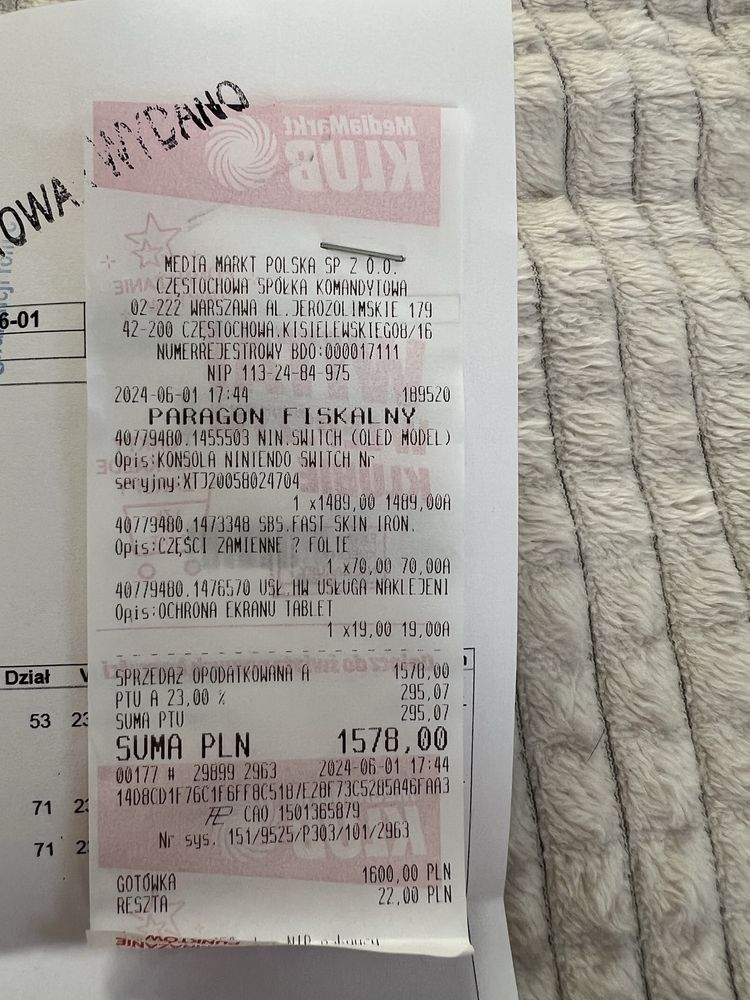 WYDANO
MEDIA MARKT POLSKA SP Z O.O.
CZĘSTOCHOWA SPÓŁKA KOMANDYTOWA
02-222 WARSZAWA AL.JEROZOLIMSKIE 179
6-01
42-200 CZĘSTOCHOWA.KISIELEWSKIEGO8/16
NUMERREJESTROWY BDO:000017111
NIP 113-24-84-975
2024-06-01 17:44 189520
PARAGON FISKALNY
40779480.1455503 NIN.SWITCH (OLED MODEL)
Opis:KONSOLA NINIENDO SWITCH Nr
seryjny:XTJ20058024704
1 x1489,00 1489,00A
40779480.1473348 SBS.FAST SKIN IRON.
Opis:CZĘŚCI ZAMIENNE ? FOLIE
1 x70,00 70,00A
40779480.1476570 USŁ.HW USŁUGA NAKLEJENI
Opis:OCHRONA EKRANU TABLET
1 x19,00 19,00A
SPRZEDAŻ OPODATKOWANA A 1578,00
PTU A 23,00 % 295,07
SUMA PTU 295,07
SUMA PLN 1578,00
00177 # 29899 2963 2024-06-01 17:44
14D8CD1F76C1F6FF8C5187E28F73C5285A46FAA3
CAO 1501365879
Nr sys. 151/9525/P303/101/2963
GOTÓWKA 1600,00 PLN
RESZTA 22,00 PLN
Dział
53 23
71 2
71 2
MediaMarkt
KLUB